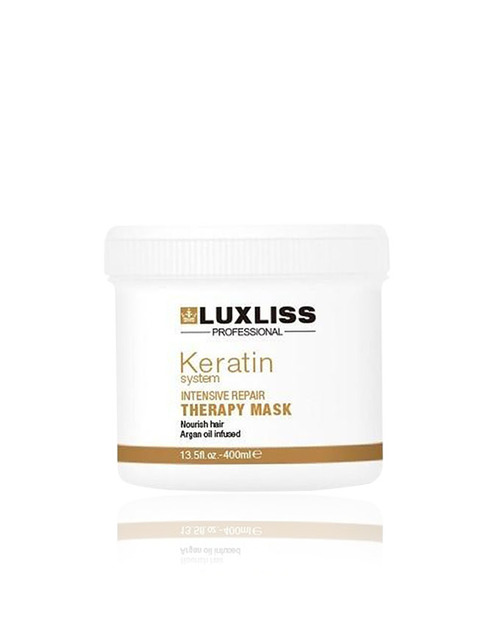 LUXLISS
PROFESSIONAL
Keratin
system
INTENSIVE REPAIR
THERAPY MASK
Nourish hair
Argan oil infused
13.5fl.oz.-400ml℮